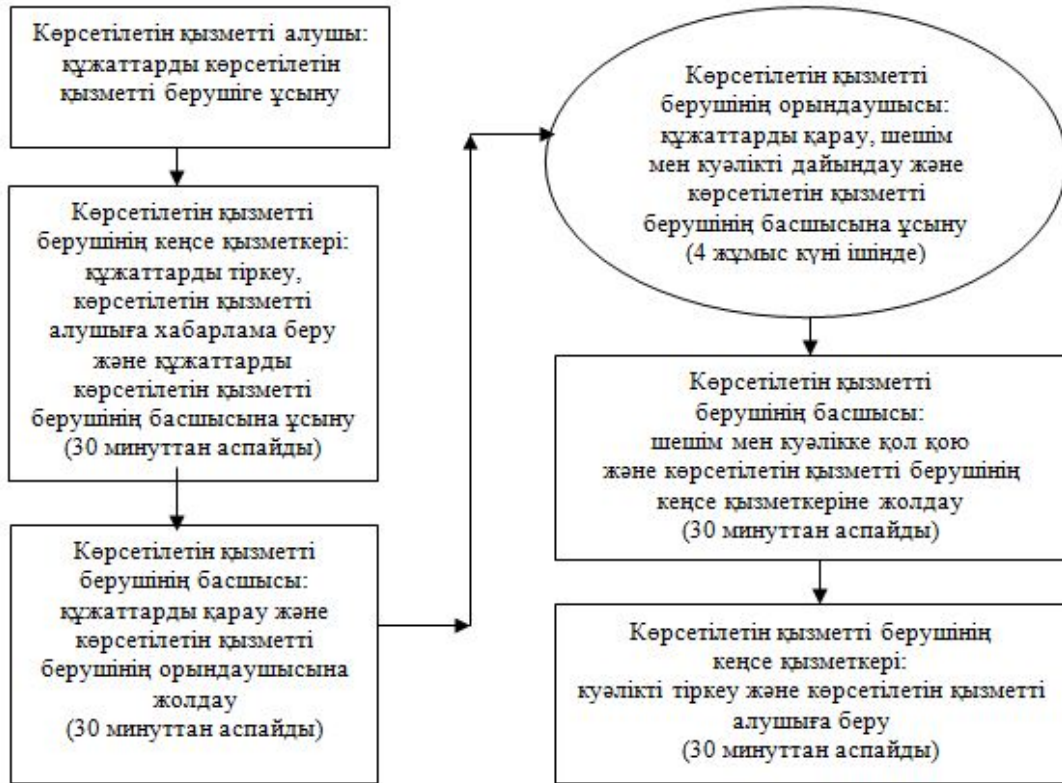 Көрсетілетін қызметті алушы:
құжаттарды көрсетілетін
қызметті берушіге ұсыну
Көрсетілетін қызметті
берушінің кеңсе қызметкері:
құжаттарды тіркеу,
көрсетілетін қызметті
алушыға хабарлама беру
және құжаттарды
көрсетілетін қызметті
берушінің басшысына ұсыну
(30 минуттан аспайды)
Көрсетілетін қызметті
берушінің басшысы:
құжаттарды қарау және
көрсетілетін қызметті
берушінің орындаушысына
жолдау
(30 минуттан аспайды)
Көрсетілетін қызметті
берушінің орындаушысы:
құжаттарды қарау, шешім
мен куәлікті дайындау және
көрсетілетін қызметті
берушінің басшысына ұсыну
(4 жұмыс күні ішінде)
Көрсетілетін қызметті
берушінің басшысы:
шешім мен куәлікке қол қою
және көрсетілетін қызметті берушінің
кеңсе қызметкеріне жолдау
(30 минуттан аспайды)
Көрсетілетін қызметті берушінің
кеңсе қызметкері:
куәлікті тіркеу және көрсетілетін қызметті
алушыға беру
(30 минуттан аспайды)